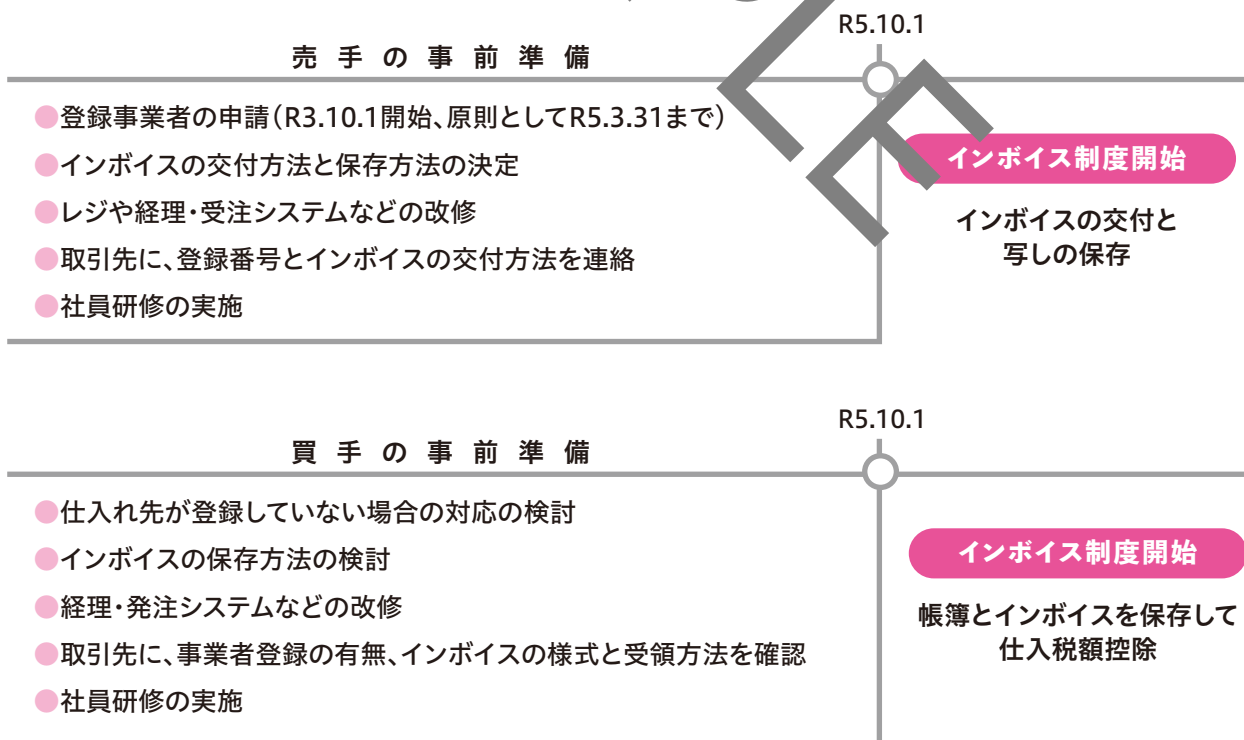 R5.10.1
売手の事前準備
●登録事業者の申請(R3.10.1開始、原則としてR5.3.31まで)
●インボイスの交付方法と保存方法の決定
●レジや経理・受注システムなどの改修
●取引先に、登録番号とインボイスの交付方法を連絡
●社員研修の実施
インボイス制度開始
インボイスの交付と
写しの保存
R5.10.1
買手の事前準備
●仕入れ先が登録していない場合の対応の検討
●インボイスの保存方法の検討
●経理・発注システムなどの改修
●取引先に、事業者登録の有無、インボイスの様式と受領方法を確認
●社員研修の実施
インボイス制度開始
帳簿とインボイスを保存して
仕入税額控除
LE